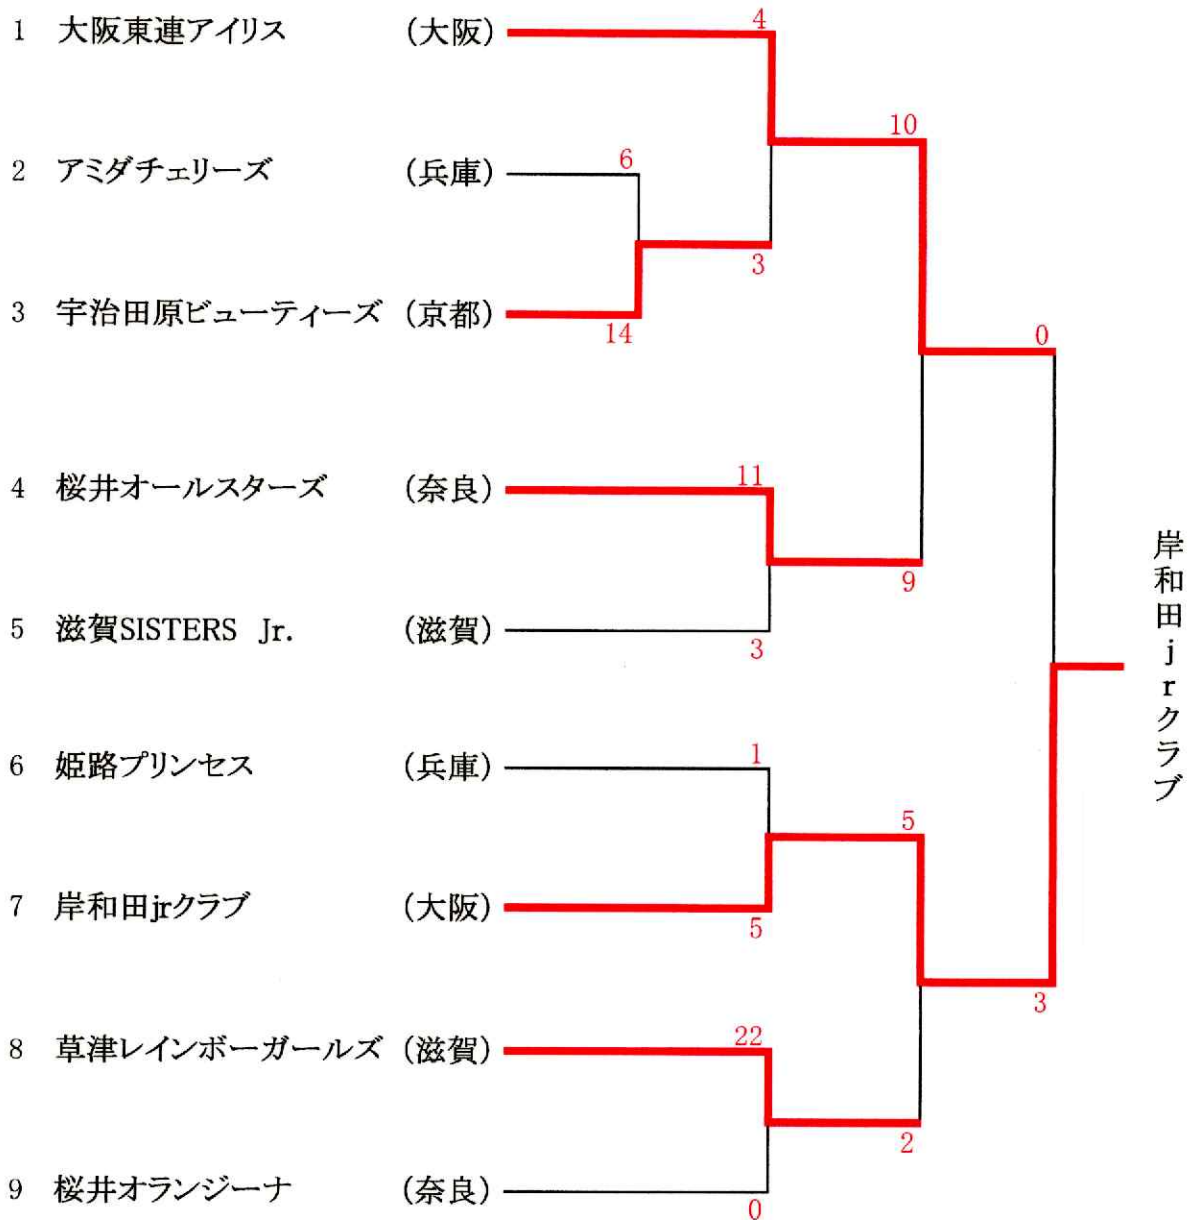 4
1 大阪東連アイリス (大阪)
10
6
2 アミダチェリーズ (兵庫)
3
3 宇治田原ビューティーズ (京都)
14
0
11
4 桜井オールスターズ (奈良)
9
5 滋賀SISTERS Jr. (滋賀)
3
岸和田jrクラブ
1
6 姫路プリンセス (兵庫)
5
7 岸和田jrクラブ (大阪)
5
3
22
8 草津レインボーガールズ (滋賀)
2
9 桜井オランジーナ (奈良)
0